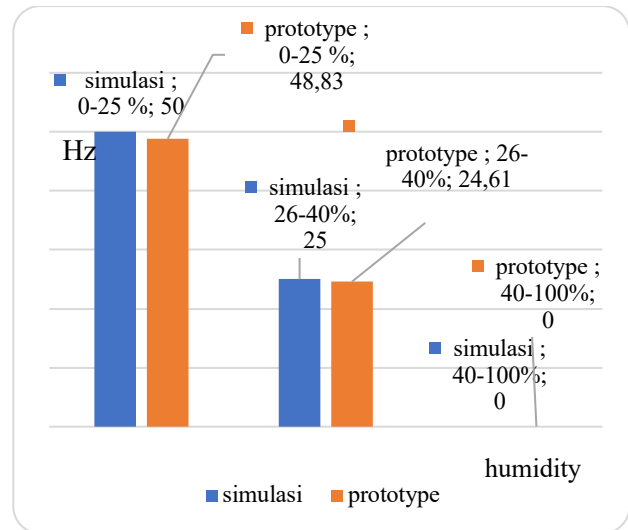 prototype ;
0-25 %;
48,83
simulasi ;
0-25 %; 50
Hz
prototype ; 26-
40%; 24,61
simulasi ;
26-40%;
25
prototype ;
40-100%;
0
simulasi ;
40-100%;
0
humidity
simulasi
prototype